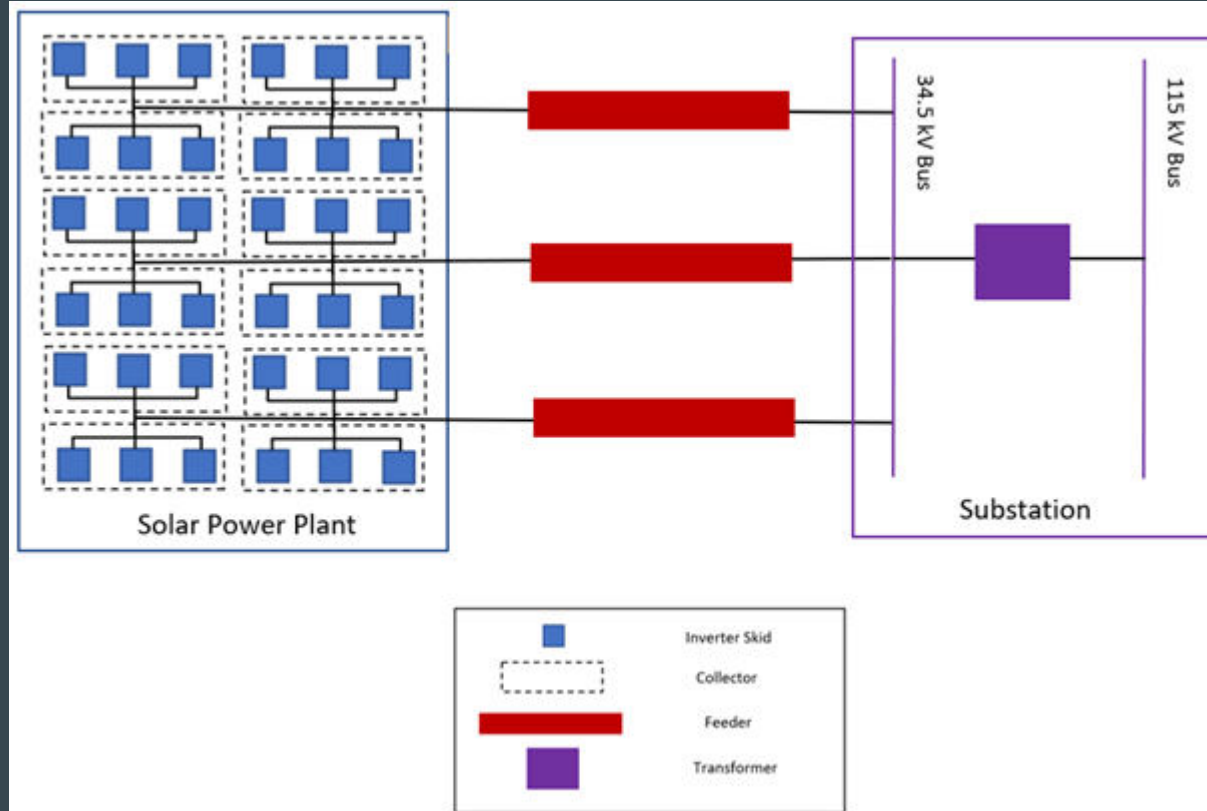 34.5 kV Bus
115 kV Bus
Solar Power Plant
Substation
Inverter Skid
Collector
Feeder
Transformer